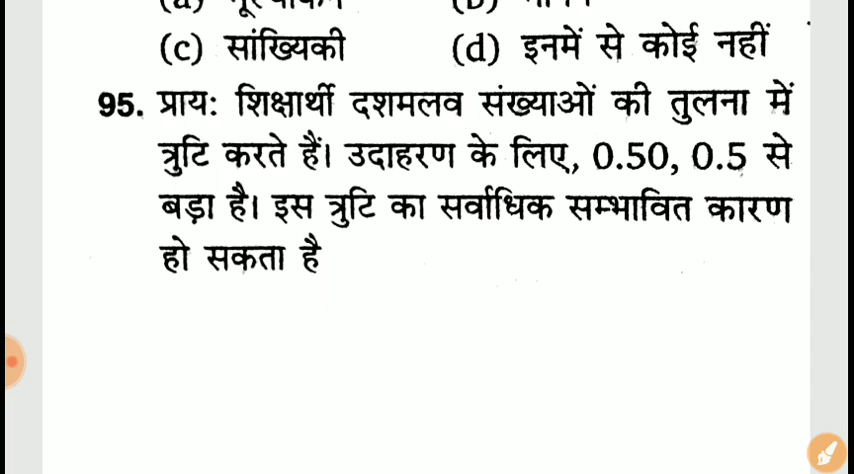 (c) सांख्यिकी (d) इनमें से कोई नहीं
95. प्रायः शिक्षार्थी दशमलव संख्याओं की तुलना में
त्रुटि करते हैं। उदाहरण के लिए, 0.50, 0.5 से
बड़ा है। इस त्रुटि का सर्वाधिक सम्भावित कारण
हो सकता है